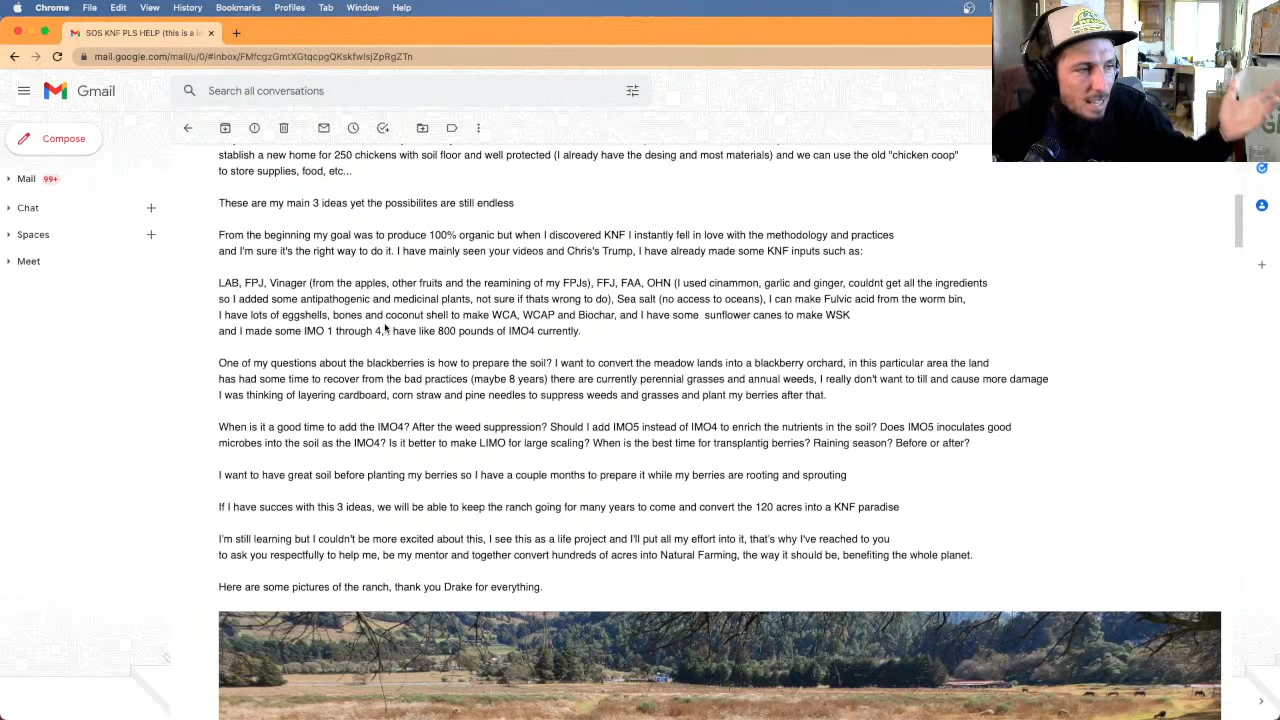 Chrome File Edit View History Bookmarks Profiles Tab Window Help
SOS KNF PLS HELP (this is a l
mail.google.com/mail/u/0/#inbox/FMfcgzGmtXGtqcpgQKskfwlsjZpRgZTn
Gmail
Search all conversations
Compose
Mail 99+
Chat
Spaces
Meet
stablish a new home for 250 chickens with soil floor and well protected (I already have the desing and most materials) and we can use the old "chicken coop"
to store supplies, food, etc...
These are my main 3 ideas yet the possibilites are still endless
From the beginning my goal was to produce 100% organic but when I discovered KNF I instantly fell in love with the methodology and practices
and I'm sure it's the right way to do it. I have mainly seen your videos and Chris's Trump, I have already made some KNF inputs such as:
LAB, FPJ, Vinager (from the apples, other fruits and the reamining of my FPJs), FFJ, FAA, OHN (I used cinammon, garlic and ginger, couldnt get all the ingredients
so I added some antipathogenic and medicinal plants, not sure if thats wrong to do), Sea salt (no access to oceans), I can make Fulvic acid from the worm bin,
I have lots of eggshells, bones and coconut shell to make WCA, WCAP and Biochar, and I have some sunflower canes to make WSK
and I made some IMO 1 through 4, I have like 800 pounds of IMO4 currently.
One of my questions about the blackberries is how to prepare the soil? I want to convert the meadow lands into a blackberry orchard, in this particular area the land
has had some time to recover from the bad practices (maybe 8 years) there are currently perennial grasses and annual weeds, I really don't want to till and cause more damage
I was thinking of layering cardboard, corn straw and pine needles to suppress weeds and grasses and plant my berries after that.
When is it a good time to add the IMO4? After the weed suppression? Should I add IMO5 instead of IMO4 to enrich the nutrients in the soil? Does IMO5 inoculates good
microbes into the soil as the IMO4? Is it better to make LIMO for large scaling? When is the best time for transplantig berries? Raining season? Before or after?
I want to have great soil before planting my berries so I have a couple months to prepare it while my berries are rooting and sprouting
If I have succes with this 3 ideas, we will be able to keep the ranch going for many years to come and convert the 120 acres into a KNF paradise
I'm still learning but I couldn't be more excited about this, I see this as a life project and I'll put all my effort into it, that's why I've reached to you
to ask you respectfully to help me, be my mentor and together convert hundreds of acres into Natural Farming, the way it should be, benefiting the whole planet.
Here are some pictures of the ranch, thank you Drake for everything.